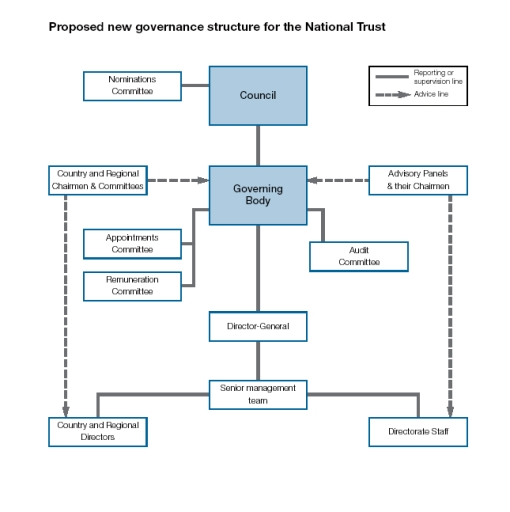 Proposed new governance structure for the National Trust
Nominations
Committee
Council
Reporting or
supervision line
Advice line
Country and Regional
Chairmen & Committees
Governing
Body
Advisory Panels
& their Chairmen
Appointments
Committee
Audit
Committee
Remuneration
Committee
Director-General
Senior management
team
Country and Regional
Directors
Directorate Staff